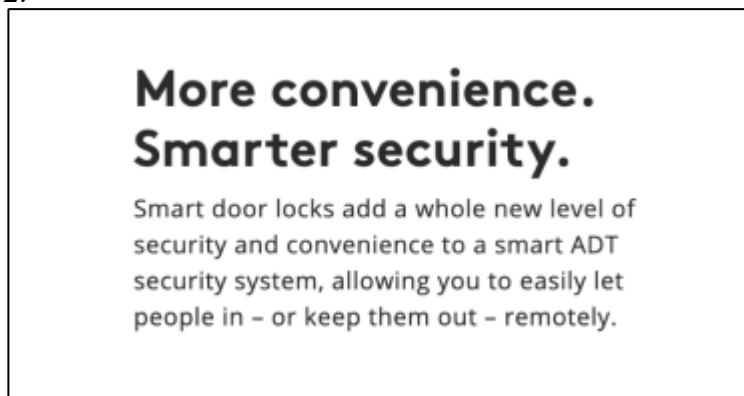 2.
More convenience.
Smarter security.
Smart door locks add a whole new level of
security and convenience to a smart ADT
security system, allowing you to easily let
people in – or keep them out – remotely.